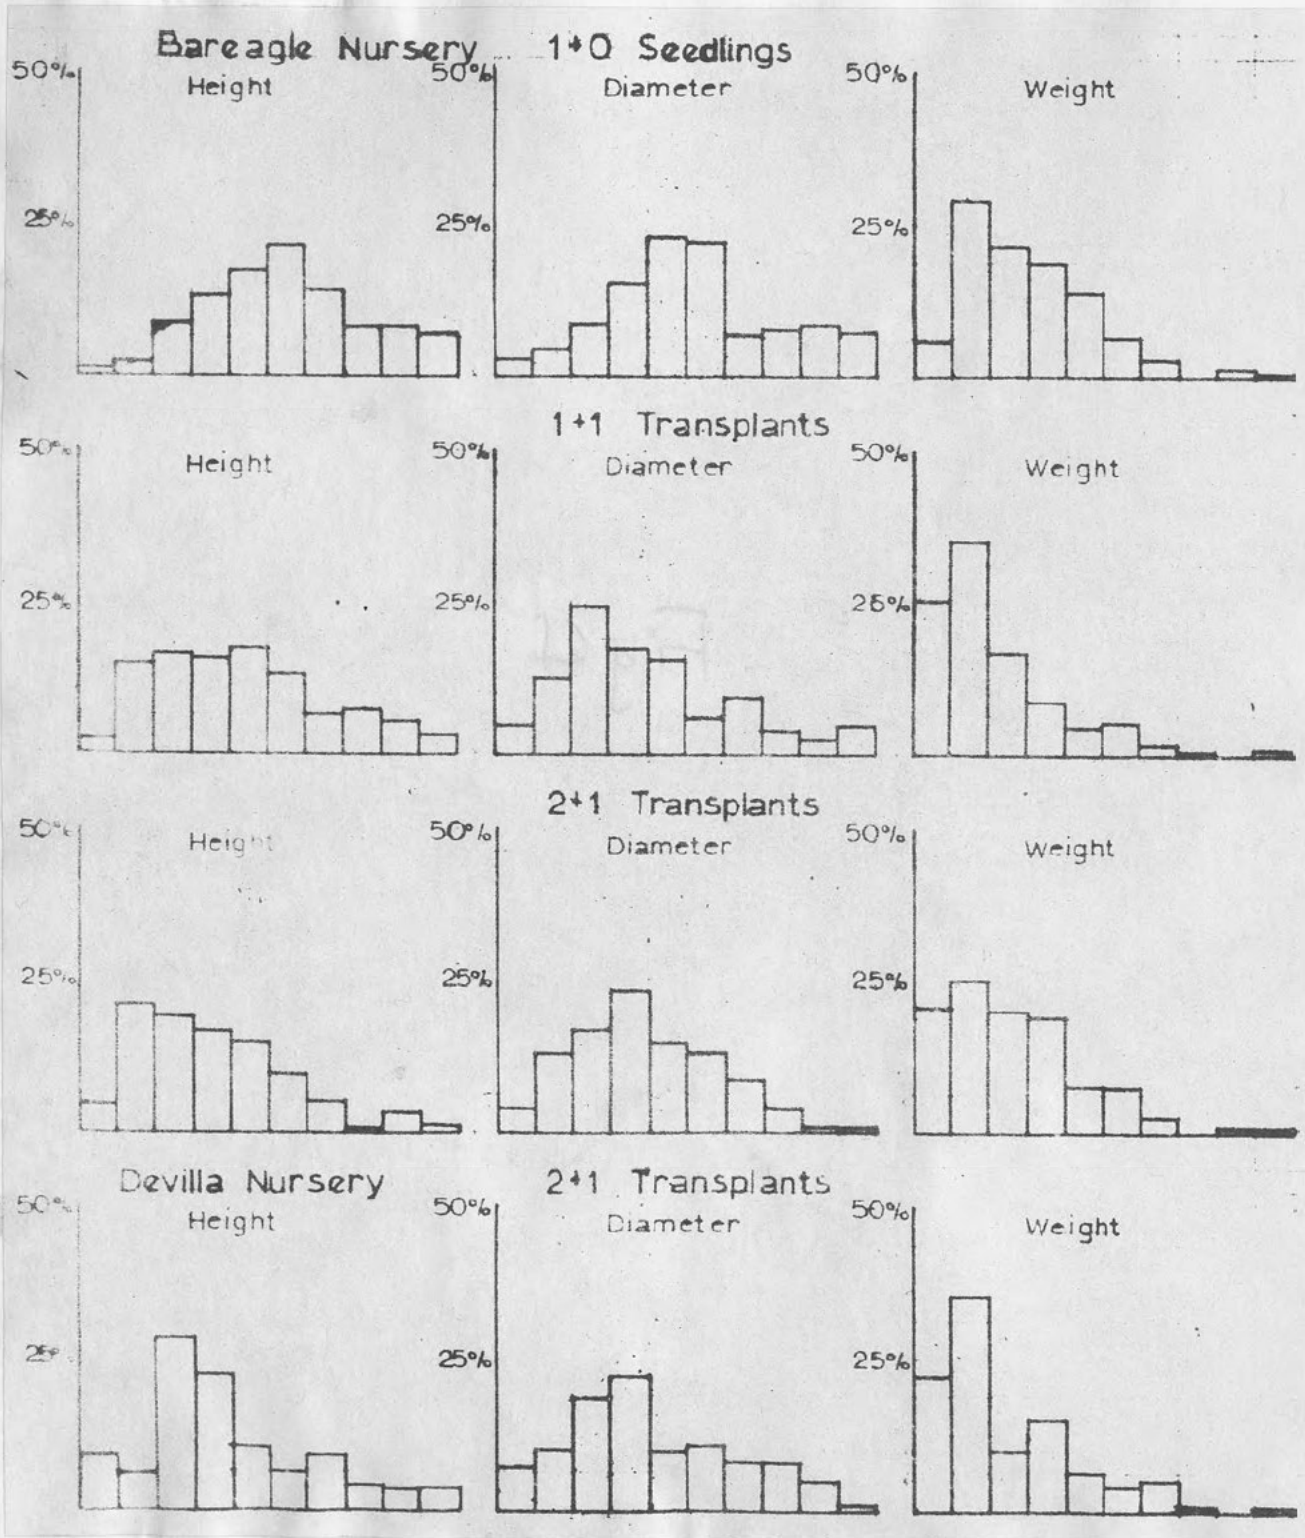 Bareagle Nursery 1+0 Seedlings
50% Height 50% Diameter 50% Weight
25% 25% 25%
1+1 Transplants
50% Height 50% Diameter 50% Weight
25% 25% 25%
2+1 Transplants
50% Height 50% Diameter 50% Weight
25% 25% 25%
Devilla Nursery 2+1 Transplants
50% Height 50% Diameter 50% Weight
25% 25% 25%